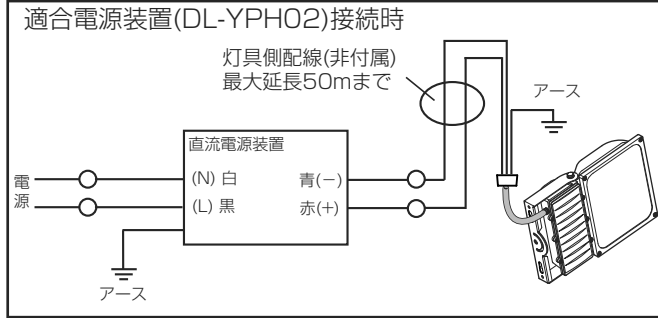 適合電源装置(DL-YPH02)接続時
灯具側配線(非付属)
最大延長50mまで
アース
直流電源装置
電源
(N) 白
青(−)
(L) 黒
赤(+)
アース